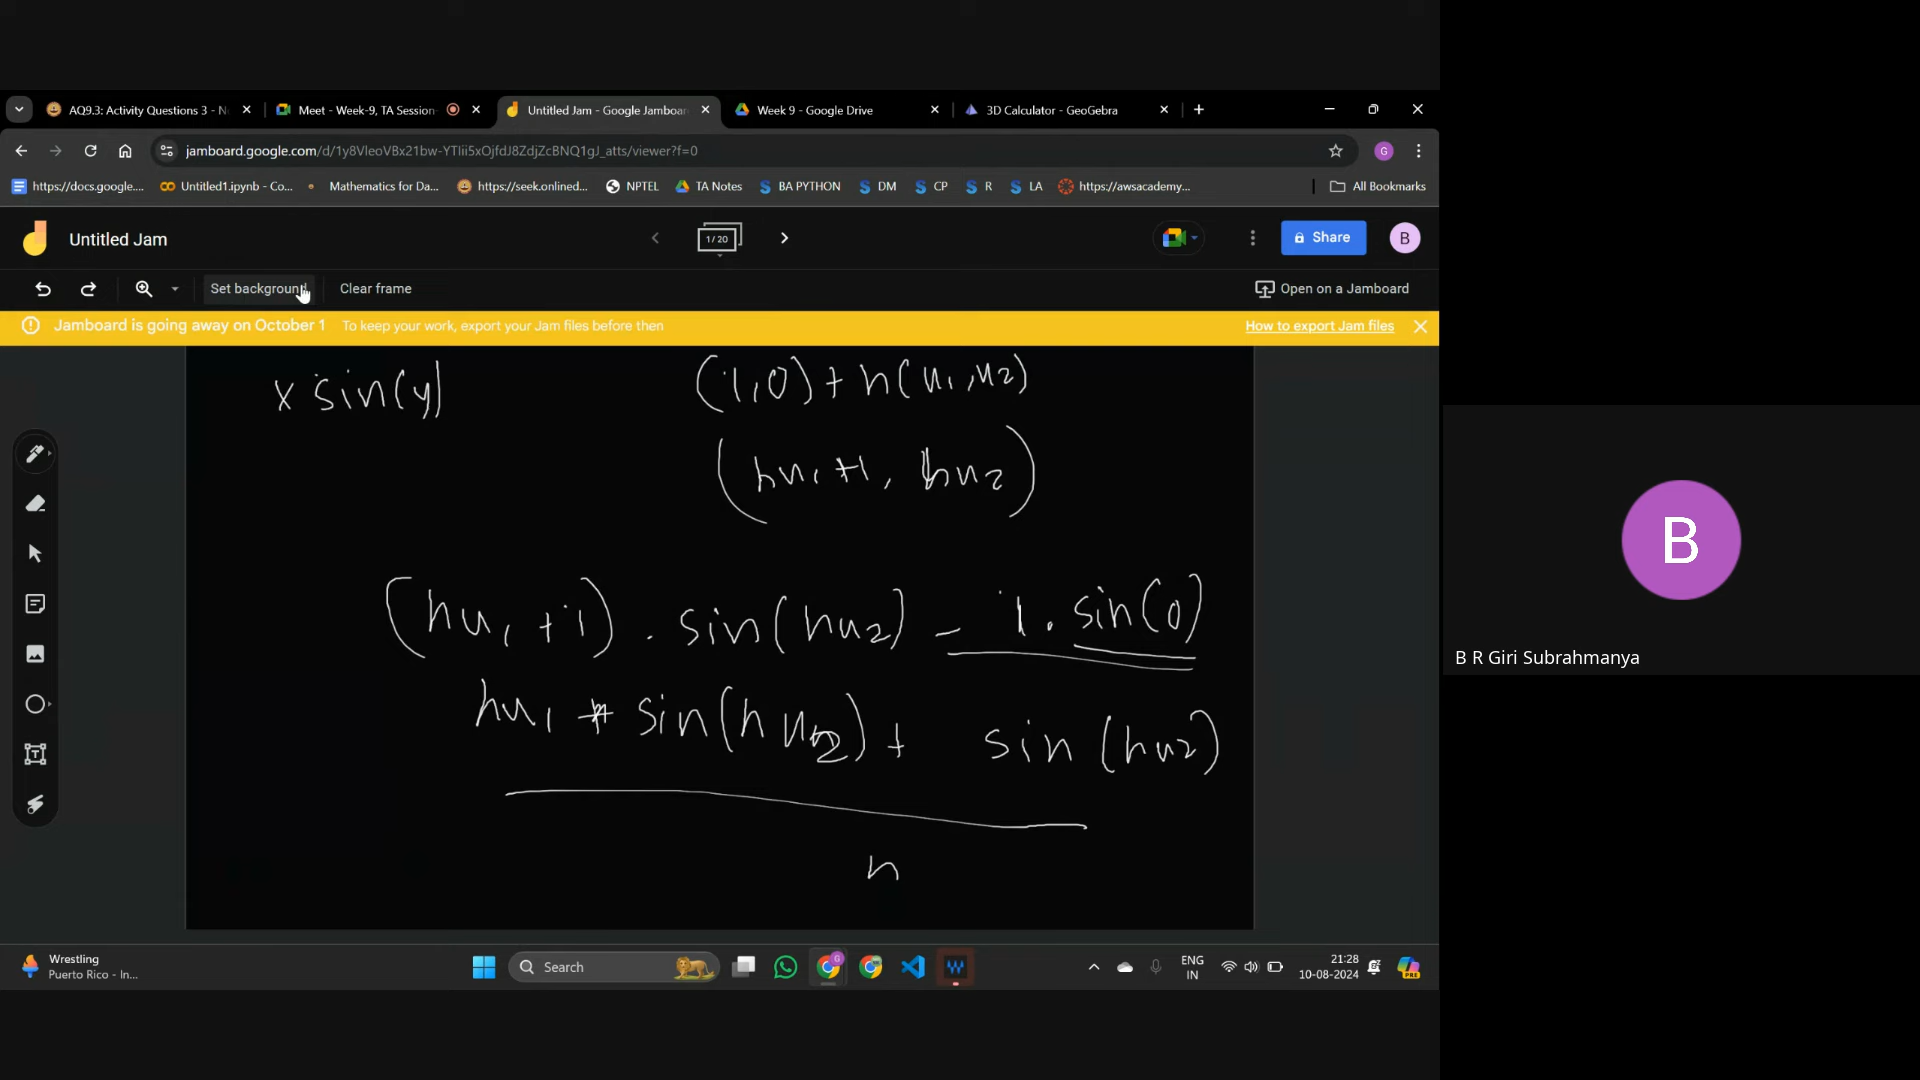 AQ9.3: Activity Questions 3 - N
Meet - Week-9, TA Session
Untitled Jam - Google Jamboar
Week 9 - Google Drive
3D Calculator - GeoGebra
jamboard.google.com/d/1y8VleoVBx21bw-YTIii5xOjfdJ8ZdjZcBNQ1gJ_atts/viewer?f=0
G
https://docs.google....
Untitled1.ipynb - Co...
Mathematics for Da...
https://seek.onlined...
NPTEL
TA Notes
BA PYTHON
DM
CP
R
LA
https://awsacademy...
All Bookmarks
Untitled Jam
1 / 20
Share
B
Set background
Clear frame
Open on a Jamboard
Jamboard is going away on October 1 To keep your work, export your Jam files before then
How to export Jam files
x sin(y)
(1,0) + h(u1,u2)
(hu1+1, hu2)
(hu1+1) . sin(hu2) - 1 . sin(0)
hu1 * sin(hu2) + sin(hu2)
h
B
B R Giri Subrahmanya
Wrestling
Puerto Rico - In...
Search
ENG
IN
21:28
10-08-2024